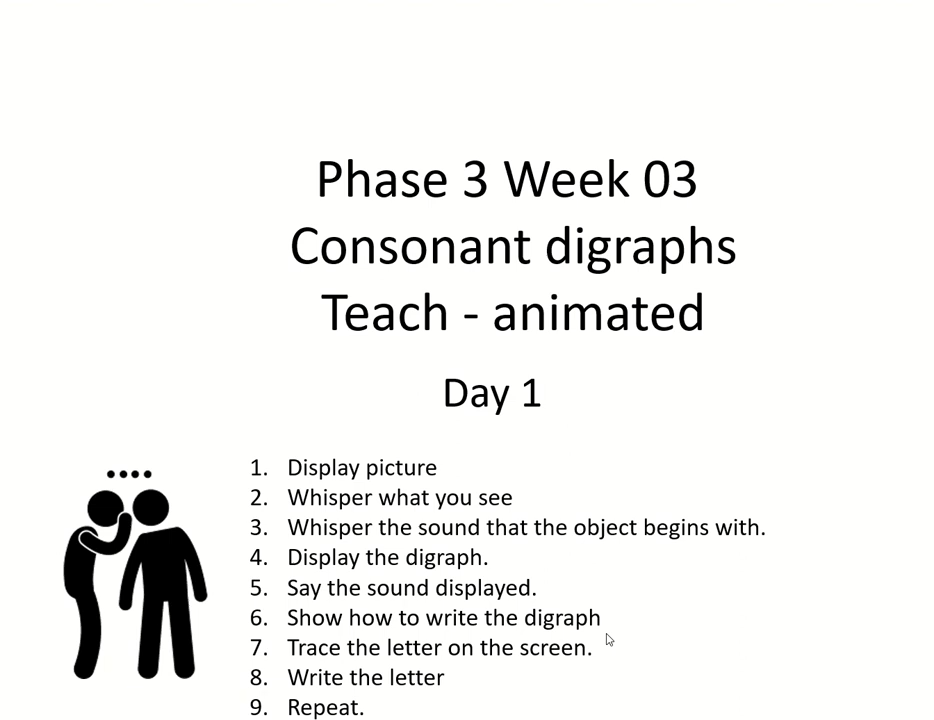 Phase 3 Week 03
Consonant digraphs
Teach - animated
Day 1
1. Display picture
2. Whisper what you see
3. Whisper the sound that the object begins with.
4. Display the digraph.
5. Say the sound displayed.
6. Show how to write the digraph
7. Trace the letter on the screen.
8. Write the letter
9. Repeat.